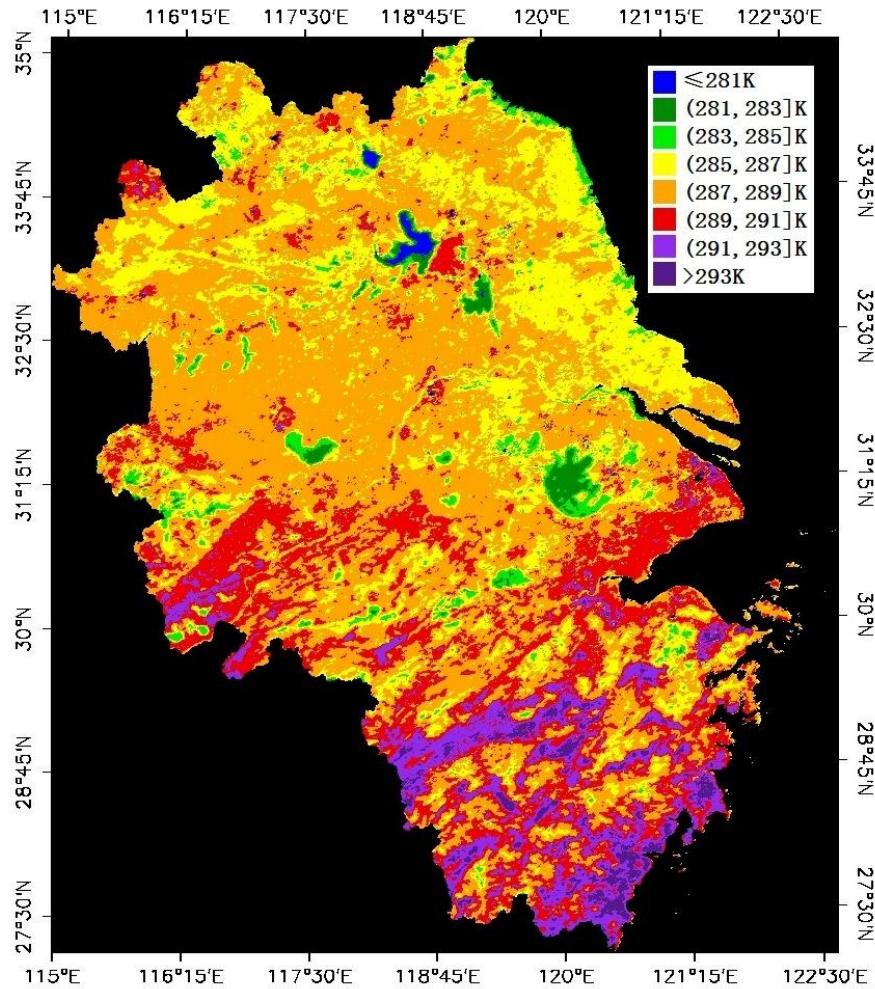 115°E 116°15'E 117°30'E 118°45'E 120°E 121°15'E 122°30'E
35°N
33°45'N
32°30'N
31°15'N
30°N
28°45'N
27°30'N
≤281K
(281,283]K
(283,285]K
(285,287]K
(287,289]K
(289,291]K
(291,293]K
>293K
33°45'N
32°30'N
31°15'N
30°N
28°45'N
27°30'N
115°E 116°15'E 117°30'E 118°45'E 120°E 121°15'E 122°30'E